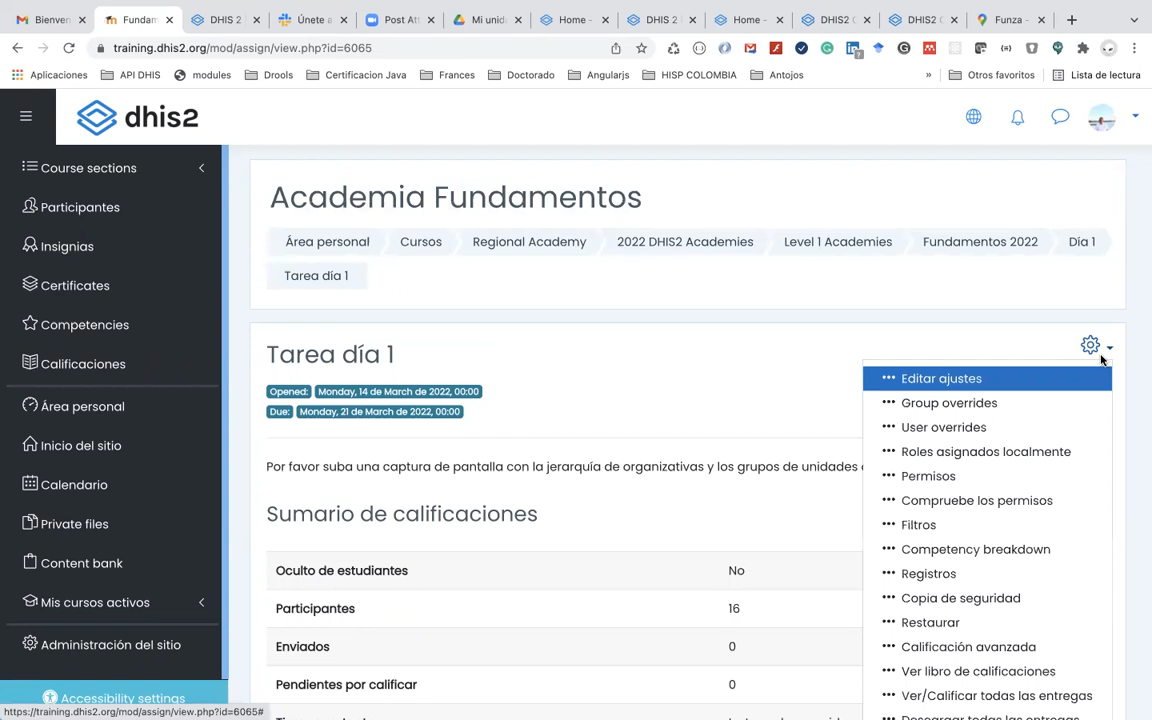 Bienven
Fundam
DHIS 2
Únete a
Post Att
Mi unid
Home -
DHIS 2
Home -
DHIS2 C
DHIS2 C
Funza -
training.dhis2.org/mod/assign/view.php?id=6065
Aplicaciones
API DHIS
modules
Drools
Certificacion Java
Frances
Doctorado
Angularjs
HISP COLOMBIA
Antojos
»
Otros favoritos
Lista de lectura
dhis2
Course sections
Participantes
Insignias
Certificates
Competencies
Calificaciones
Área personal
Inicio del sitio
Calendario
Private files
Content bank
Mis cursos activos
Administración del sitio
Accessibility settings
https://training.dhis2.org/mod/assign/view.php?id=6065#
Academia Fundamentos
Área personal
Cursos
Regional Academy
2022 DHIS2 Academies
Level 1 Academies
Fundamentos 2022
Día 1
Tarea día 1
Tarea día 1
Opened: Monday, 14 de March de 2022, 00:00
Due: Monday, 21 de March de 2022, 00:00
Por favor suba una captura de pantalla con la jerarquía de organizativas y los grupos de unidades
Sumario de calificaciones
Oculto de estudiantes No
Participantes 16
Enviados 0
Pendientes por calificar 0
Editar ajustes
Group overrides
User overrides
Roles asignados localmente
Permisos
Compruebe los permisos
Filtros
Competency breakdown
Registros
Copia de seguridad
Restaurar
Calificación avanzada
Ver libro de calificaciones
Ver/Calificar todas las entregas
Descargar todas las entregas